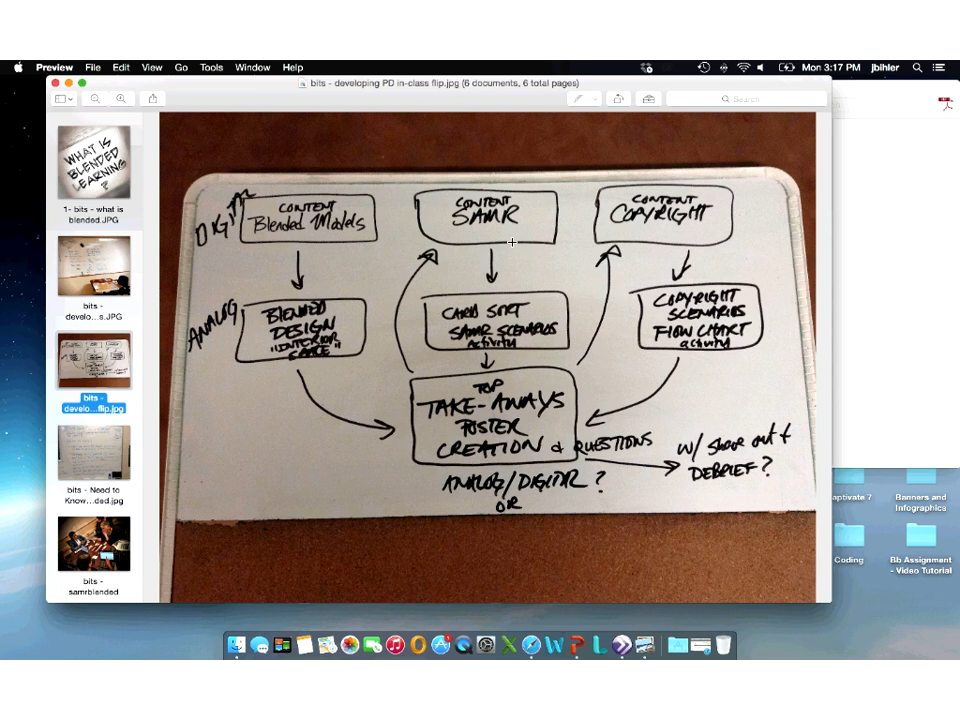 Preview File Edit View Go Tools Window Help
Mon 3:17 PM jbihler
bits - developing PD in-class flip.jpg (6 documents, 6 total pages)
Search
WHAT IS
BLENDED
LEARNING
?
1- bits - what is
blended.JPG
bits -
develo...s.JPG
bits -
develo...flip.jpg
bits - Need to
Know...ded.jpg
bits -
samrblended
DIGITAL
CONTENT
Blended Models
CONTENT
SAMR
CONTENT
COPYRIGHT
ANALOG
BLENDED
DESIGN
"INTERIOR"
SPACE"
CARD SORT
SAMR SCENARIOS
activity
COPYRIGHT
SCENARIOS
FLOW CHART
activity
TOP
TAKE-AWAYS
POSTER
CREATION & QUESTIONS
w/ share out +
DEBRIEF?
ANALOG/DIGITAL ?
OR
aptivate 7
Banners and
Infographics
Coding
Bb Assignment
- Video Tutorial